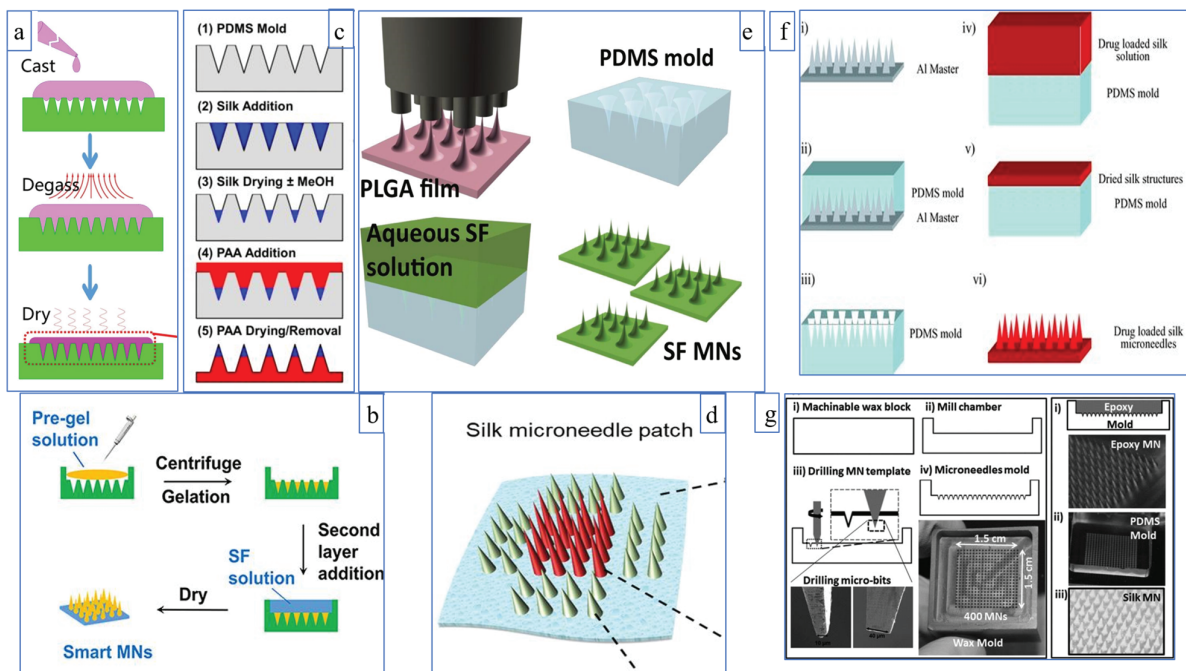 a
Cast
Degass
Dry
c
(1) PDMS Mold
(2) Silk Addition
(3) Silk Drying ± MeOH
(4) PAA Addition
(5) PAA Drying/Removal
e
PLGA film
PDMS mold
Aqueous SF
solution
SF MNs
f
i)
Al Master
ii)
PDMS mold
Al Master
iii)
PDMS mold
iv)
Drug loaded silk
solution
PDMS mold
v)
Dried silk structures
PDMS mold
vi)
Drug loaded silk
microneedles
b
Pre-gel
solution
Centrifuge
Gelation
Second
layer
addition
SF
solution
Dry
Smart MNs
d
Silk microneedle patch
g
i) Machinable wax block
ii) Mill chamber
iii) Drilling MN template
iv) Microneedles mold
Drilling micro-bits
40 µm
1.5 cm
1.5 cm
400 MNs
Wax Mold
i)
Epoxy
Mold
Epoxy MN
ii)
PDMS
Mold
iii)
Silk MN